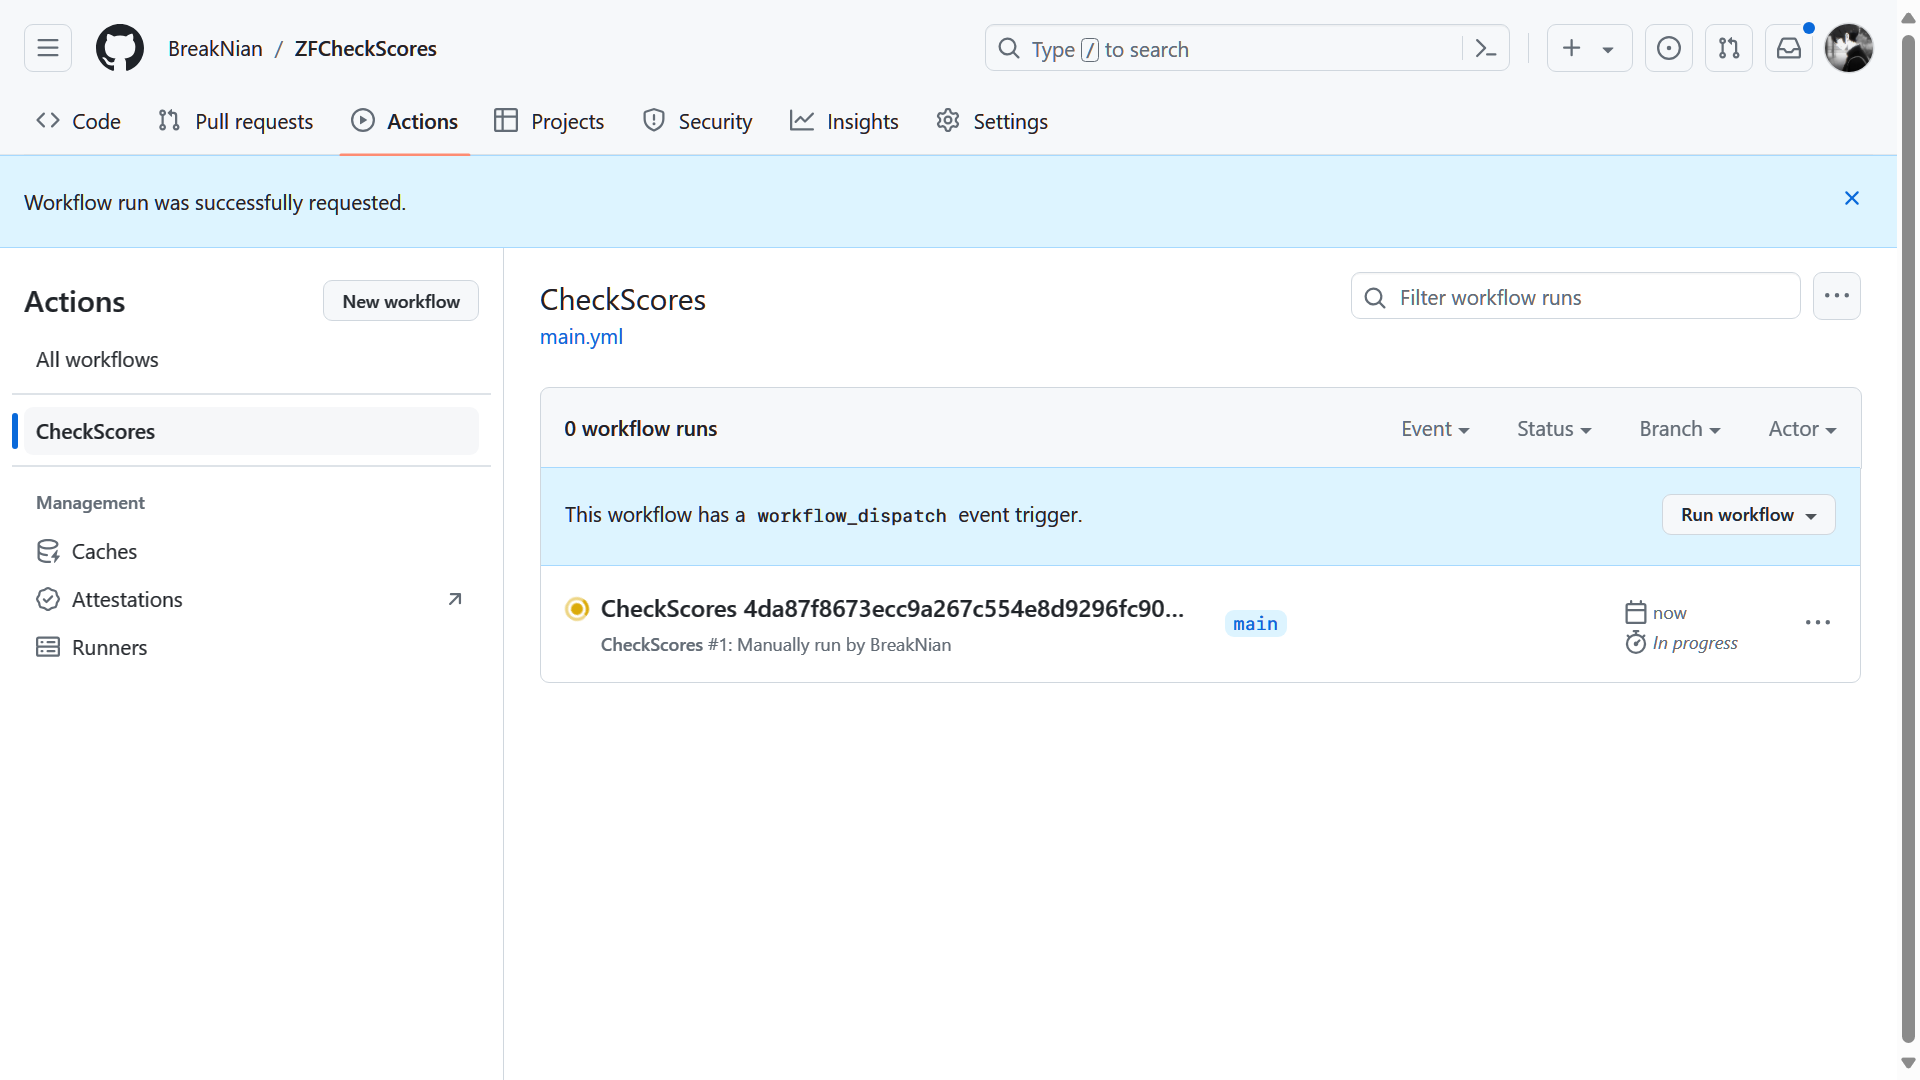 BreakNian / ZFCheckScores
Type / to search
Code
Pull requests
Actions
Projects
Security
Insights
Settings
Workflow run was successfully requested.
Actions
New workflow
All workflows
CheckScores
Management
Caches
Attestations
Runners
CheckScores
main.yml
Filter workflow runs
0 workflow runs
Event
Status
Branch
Actor
This workflow has a workflow_dispatch event trigger.
Run workflow
CheckScores 4da87f8673ecc9a267c554e8d9296fc90...
CheckScores #1: Manually run by BreakNian
main
now
In progress